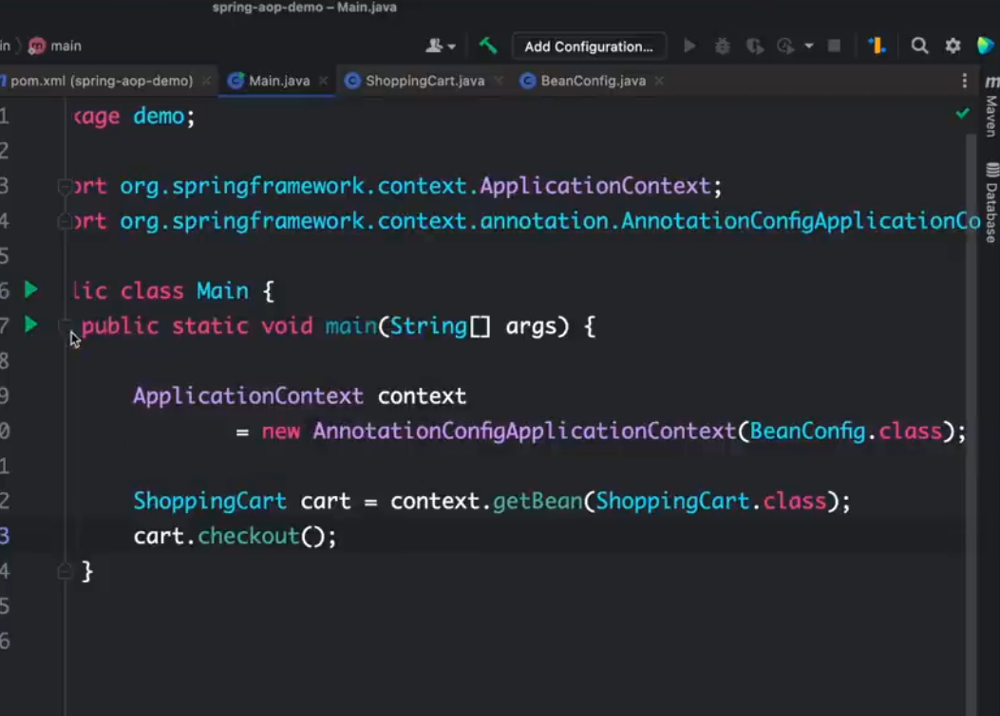 spring-aop-demo – Main.java
in
m main
Add Configuration...
pom.xml (spring-aop-demo)
C Main.java
C ShoppingCart.java
C BeanConfig.java
m
Maven
Database
1 kage demo;
2
3 ort org.springframework.context.ApplicationContext;
4 ort org.springframework.context.annotation.AnnotationConfigApplicationCo
5
6 lic class Main {
7 public static void main(String[] args) {
8
9 ApplicationContext context
0 = new AnnotationConfigApplicationContext(BeanConfig.class);
1
2 ShoppingCart cart = context.getBean(ShoppingCart.class);
3 cart.checkout();
4 }
5
6